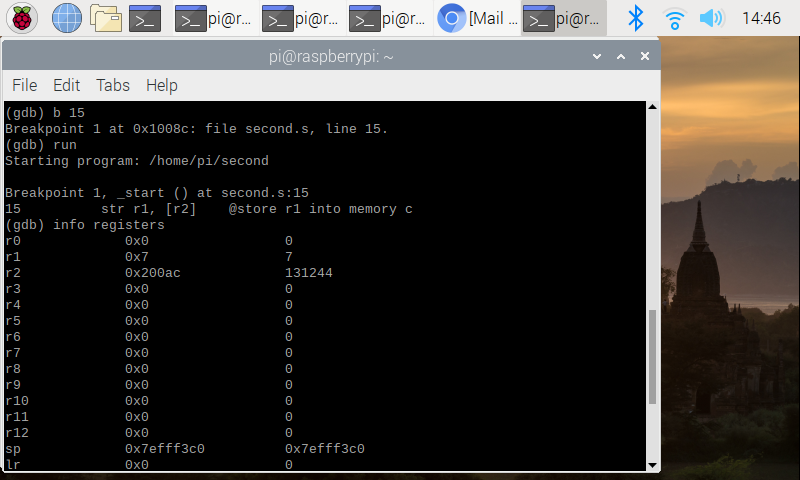 pi@r... pi@r... pi@r... [Mail ... pi@r... 14:46
pi@raspberrypi: ~
File Edit Tabs Help
(gdb) b 15
Breakpoint 1 at 0x1008c: file second.s, line 15.
(gdb) run
Starting program: /home/pi/second
Breakpoint 1, _start () at second.s:15
15 str r1, [r2] @store r1 into memory c
(gdb) info registers
r0 0x0 0
r1 0x7 7
r2 0x200ac 131244
r3 0x0 0
r4 0x0 0
r5 0x0 0
r6 0x0 0
r7 0x0 0
r8 0x0 0
r9 0x0 0
r10 0x0 0
r11 0x0 0
r12 0x0 0
sp 0x7efff3c0 0x7efff3c0
lr 0x0 0